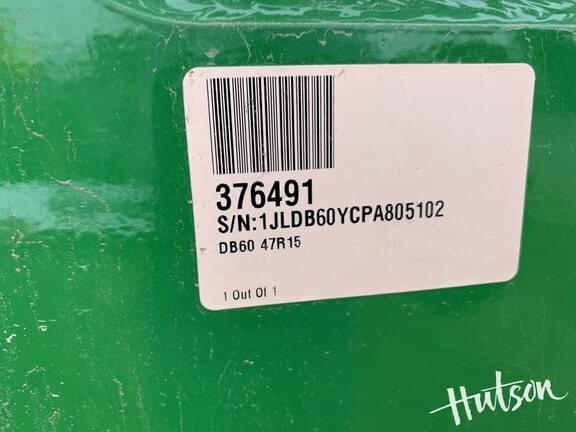 376491
S/N:1JLDB60YCPA805102
DB60 47R15
1 Out Of 1
Hutson